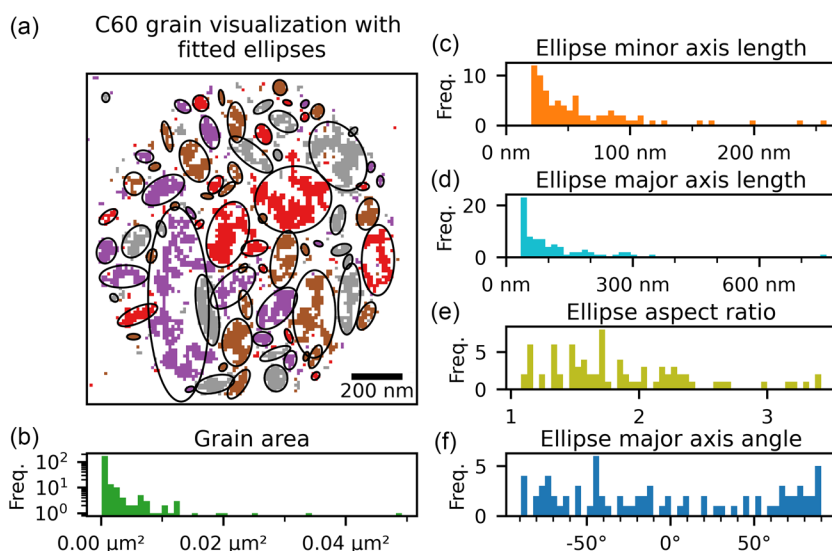 (a)
C60 grain visualization with
fitted ellipses
200 nm
(b)
Grain area
Freq.
10² 10¹ 10⁰
0.00 μm² 0.02 μm² 0.04 μm²
(c)
Ellipse minor axis length
Freq.
10 0
0 nm 100 nm 200 nm
(d)
Ellipse major axis length
Freq.
20 0
0 nm 300 nm 600 nm
(e)
Ellipse aspect ratio
Freq.
5 0
1 2 3
(f)
Ellipse major axis angle
Freq.
5 0
-50° 0° 50°